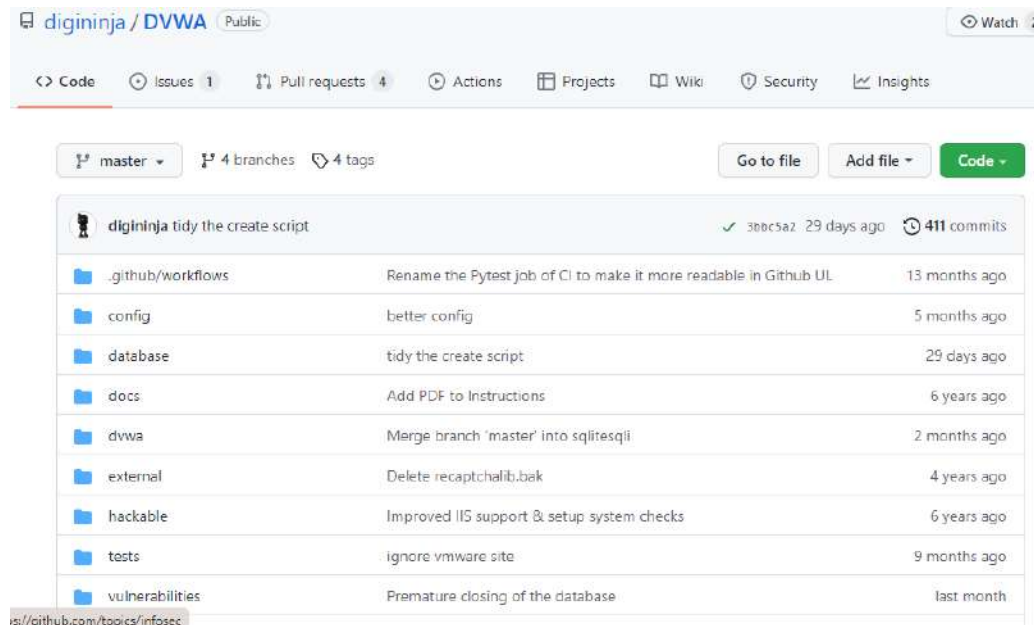 digininja / DVWA Public Watch
Code Issues 1 Pull requests 4 Actions Projects Wiki Security Insights
master 4 branches 4 tags Go to file Add file Code
digininja tidy the create script 3bbc5a2 29 days ago 411 commits
.github/workflows Rename the Pytest job of CI to make it more readable in Github UI. 13 months ago
config better config 5 months ago
database tidy the create script 29 days ago
docs Add PDF to Instructions 6 years ago
dvwa Merge branch 'master' into sqlitesqli 2 months ago
external Delete recaptchalib.bak 4 years ago
hackable Improved IIS support & setup system checks 6 years ago
tests ignore vmware site 9 months ago
vulnerabilities Premature closing of the database last month
s://github.com/topics/infosec